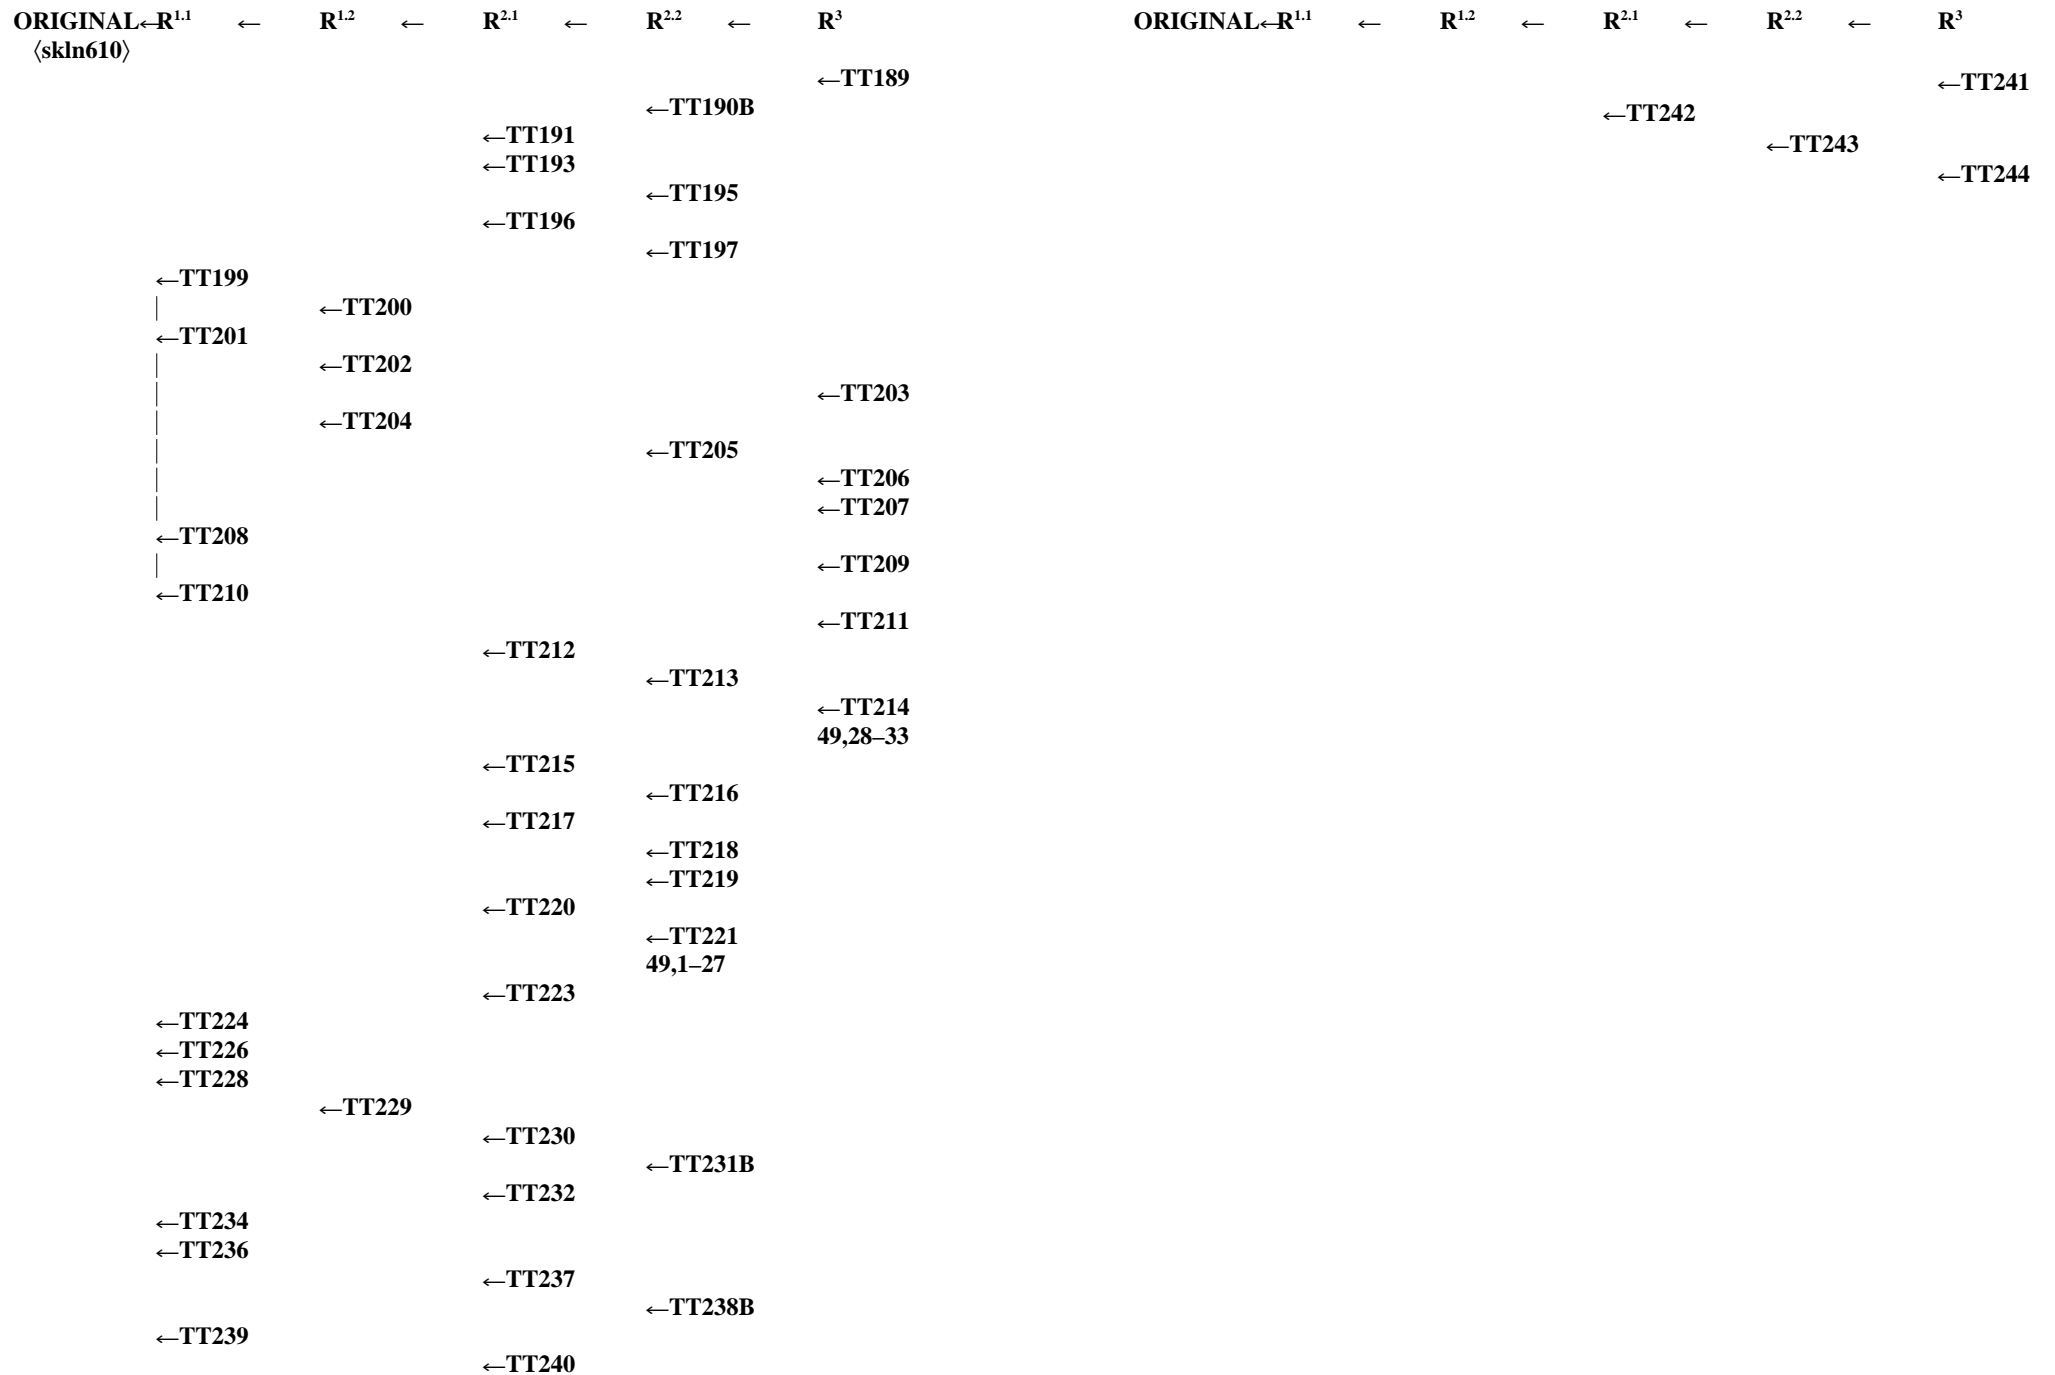 ORIGINAL←R1.1 ← R1.2 ← R2.1 ← R2.2 ← R3
⟨skln610⟩
←TT189
←TT190B
←TT191
←TT193
←TT195
←TT196
←TT197
←TT199
| ←TT200
←TT201
| ←TT202
| ←TT203
| ←TT204
| ←TT205
| ←TT206
| ←TT207
←TT208
| ←TT209
←TT210
←TT211
←TT212
←TT213
←TT214
49,28–33
←TT215
←TT216
←TT217
←TT218
←TT219
←TT220
←TT221
49,1–27
←TT223
←TT224
←TT226
←TT228
←TT229
←TT230
←TT231B
←TT232
←TT234
←TT236
←TT237
←TT238B
←TT239
←TT240
ORIGINAL←R1.1 ← R1.2 ← R2.1 ← R2.2 ← R3
←TT241
←TT242
←TT243
←TT244